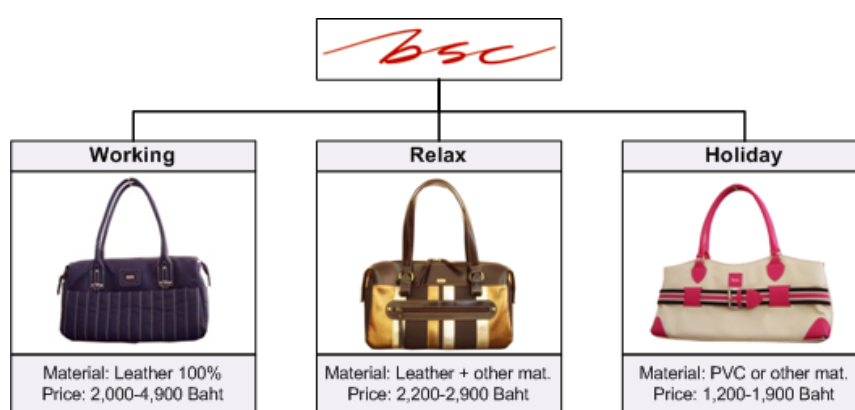 bsc
Working
Relax
Holiday
Material: Leather 100%
Price: 2,000-4,900 Baht
Material: Leather + other mat.
Price: 2,200-2,900 Baht
Material: PVC or other mat.
Price: 1,200-1,900 Baht